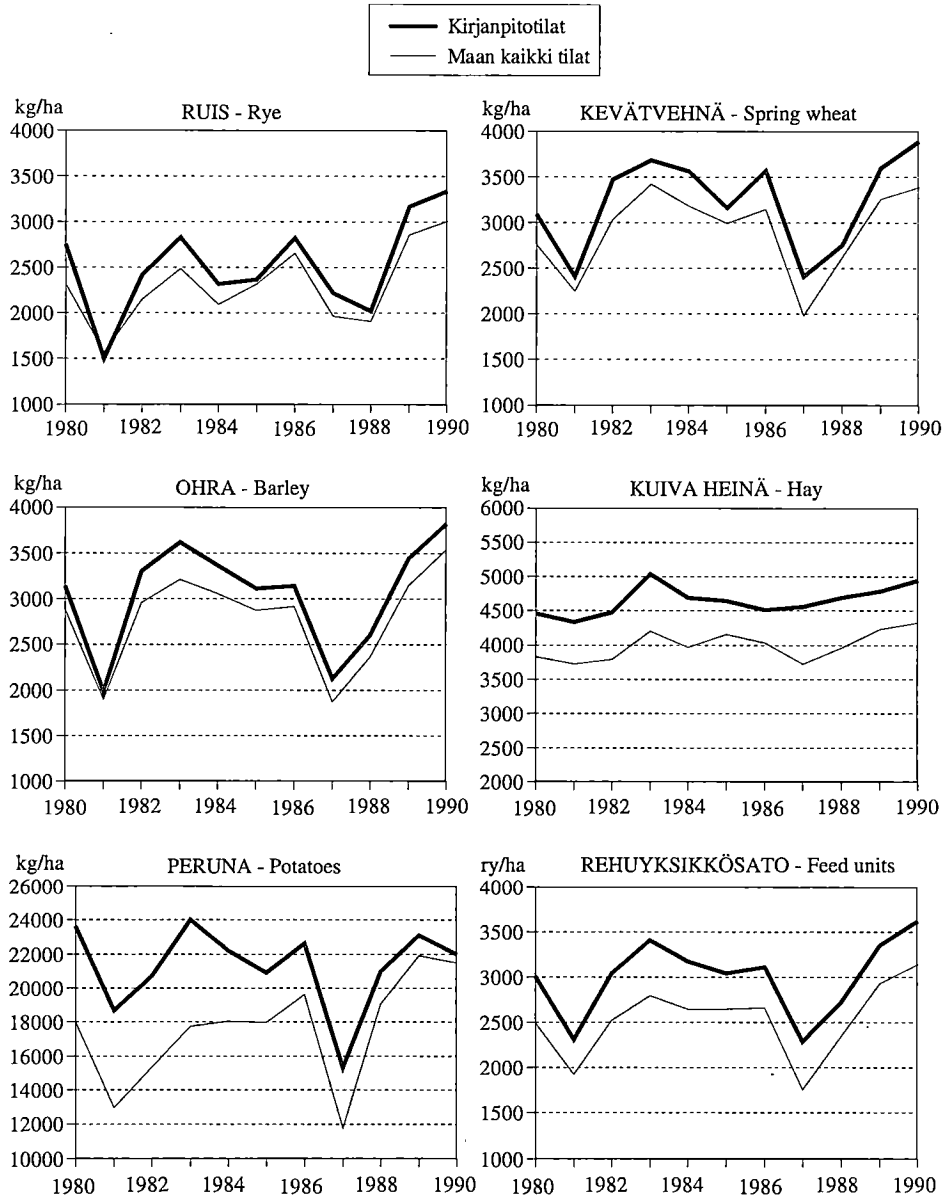 Kirjanpitotilat
Maan kaikki tilat
kg/ha
RUIS - Rye
4000
3500
3000
2500
2000
1500
1000
1980 1982 1984 1986 1988 1990
kg/ha
KEVÄTVEHNÄ - Spring wheat
4000
3500
3000
2500
2000
1500
1000
1980 1982 1984 1986 1988 1990
kg/ha
OHRA - Barley
4000
3500
3000
2500
2000
1500
1000
1980 1982 1984 1986 1988 1990
kg/ha
KUIVA HEINÄ - Hay
6000
5500
5000
4500
4000
3500
3000
2500
2000
1980 1982 1984 1986 1988 1990
kg/ha
PERUNA - Potatoes
26000
24000
22000
20000
18000
16000
14000
12000
10000
1980 1982 1984 1986 1988 1990
ry/ha
REHUYKSIKKÖSATO - Feed units
4000
3500
3000
2500
2000
1500
1000
1980 1982 1984 1986 1988 1990